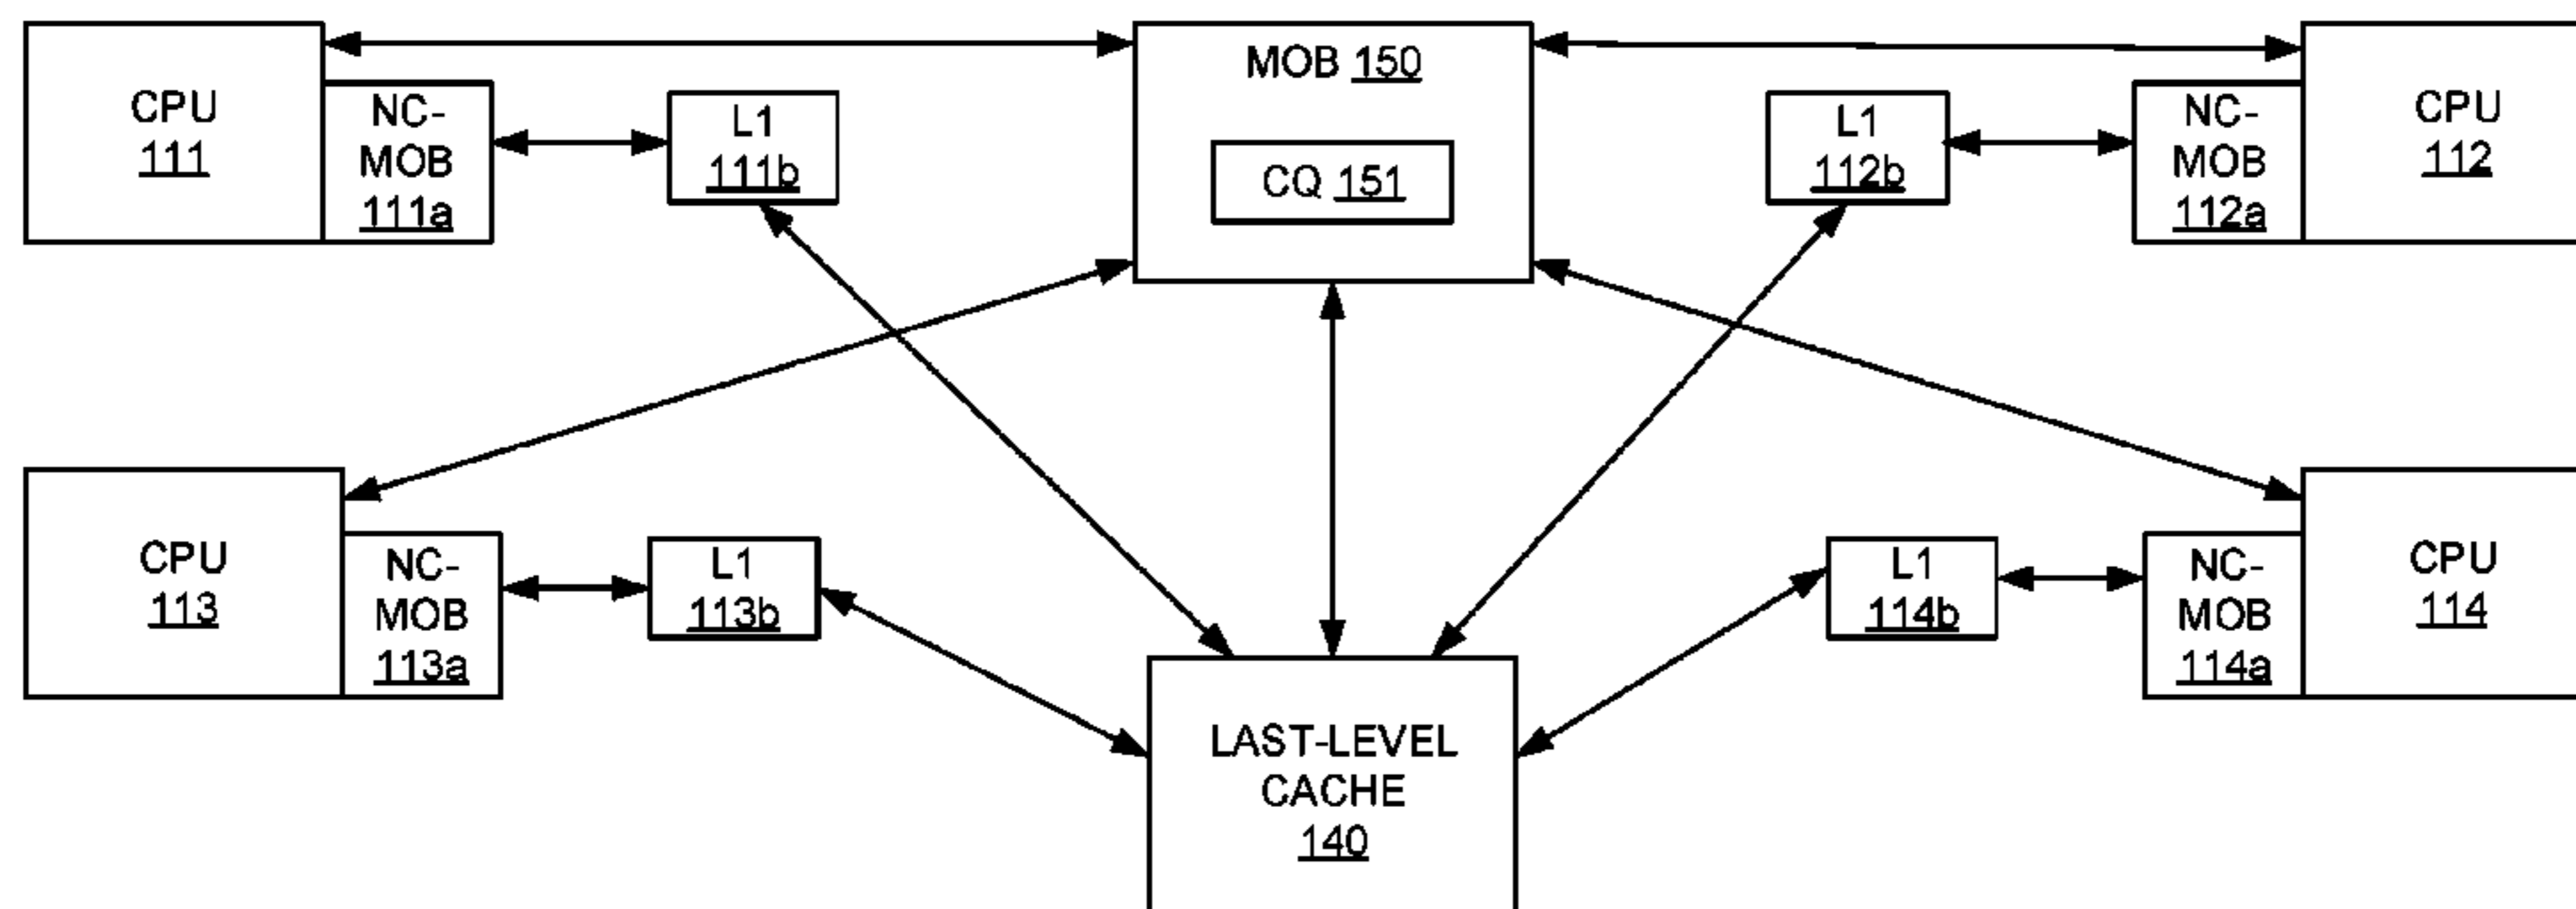 CPU
111
NC-
MOB
111a
L1
111b
MOB 150
CQ 151
L1
112b
NC-
MOB
112a
CPU
112
CPU
113
NC-
MOB
113a
L1
113b
LAST-LEVEL
CACHE
140
L1
114b
NC-
MOB
114a
CPU
114